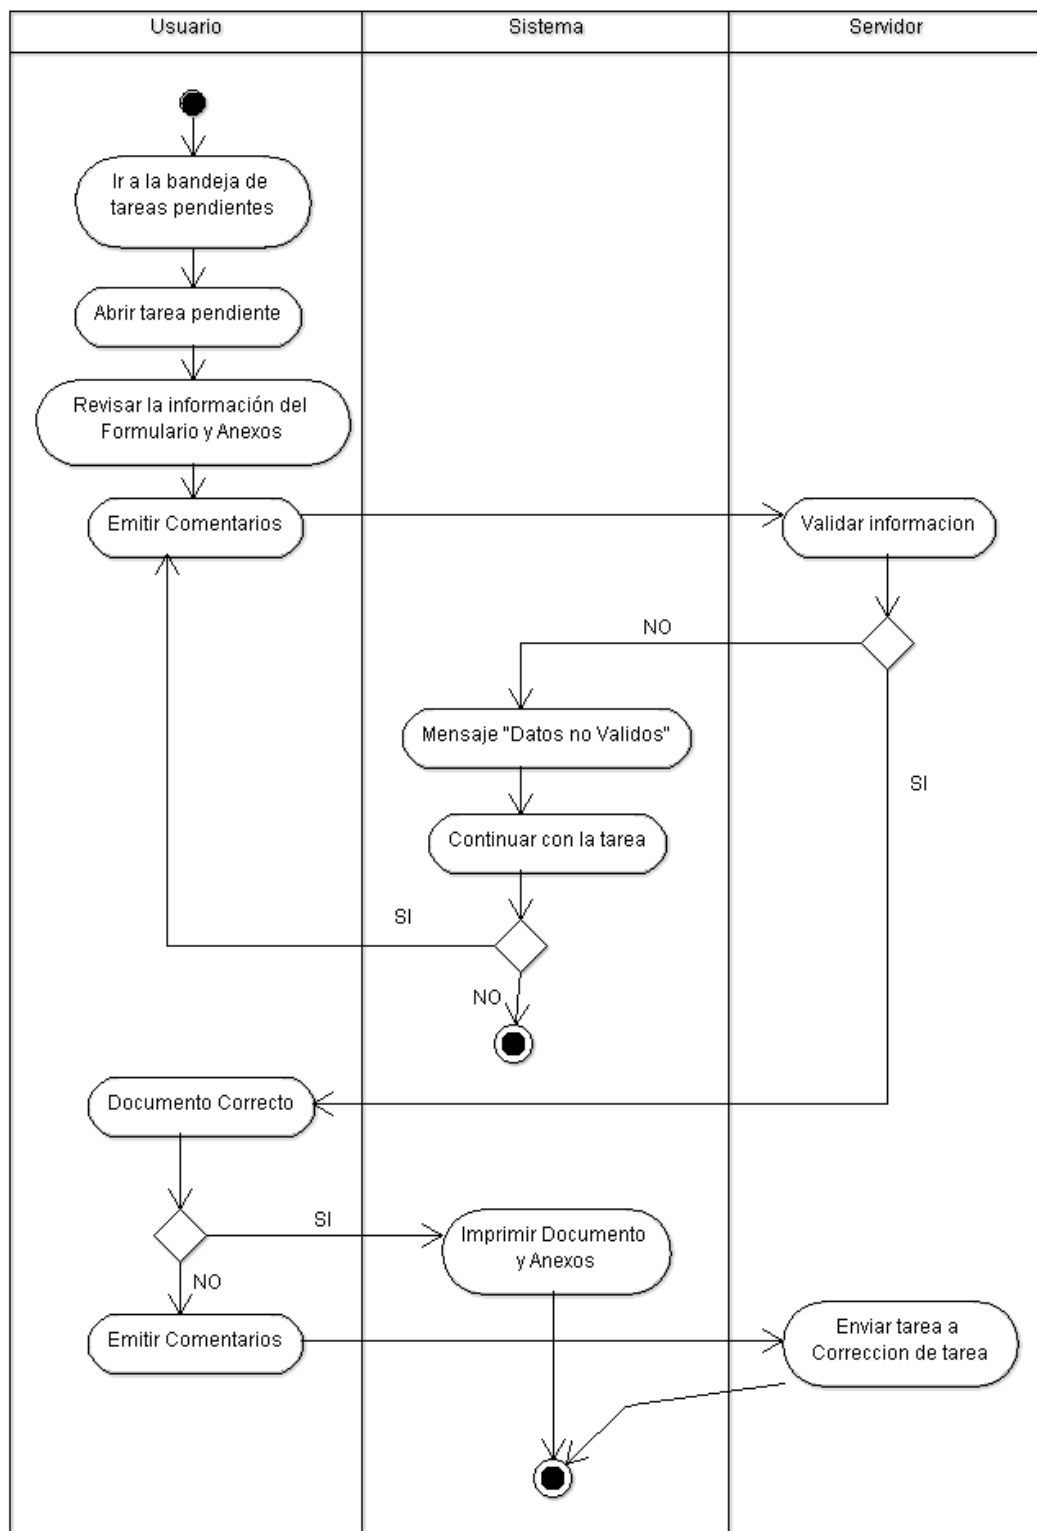 Usuario
Sistema
Servidor
Ir a la bandeja de
tareas pendientes
Abrir tarea pendiente
Revisar la información del
Formulario y Anexos
Emitir Comentarios
Validar informacion
NO
Mensaje "Datos no Validos"
SI
Continuar con la tarea
SI
NO
Documento Correcto
SI
Imprimir Documento
y Anexos
NO
Emitir Comentarios
Enviar tarea a
Correccion de tarea